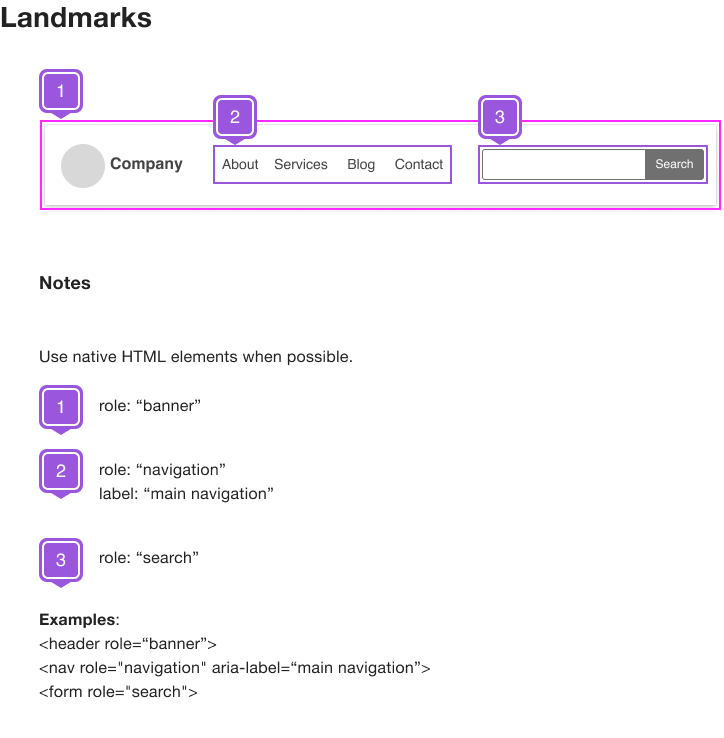 Landmarks
1
2
3
Company
About Services Blog Contact
Search
Notes
Use native HTML elements when possible.
1
role: “banner”
2
role: “navigation”
label: “main navigation”
3
role: “search”
Examples:
<header role=“banner”>
<nav role="navigation" aria-label=“main navigation”>
<form role="search">